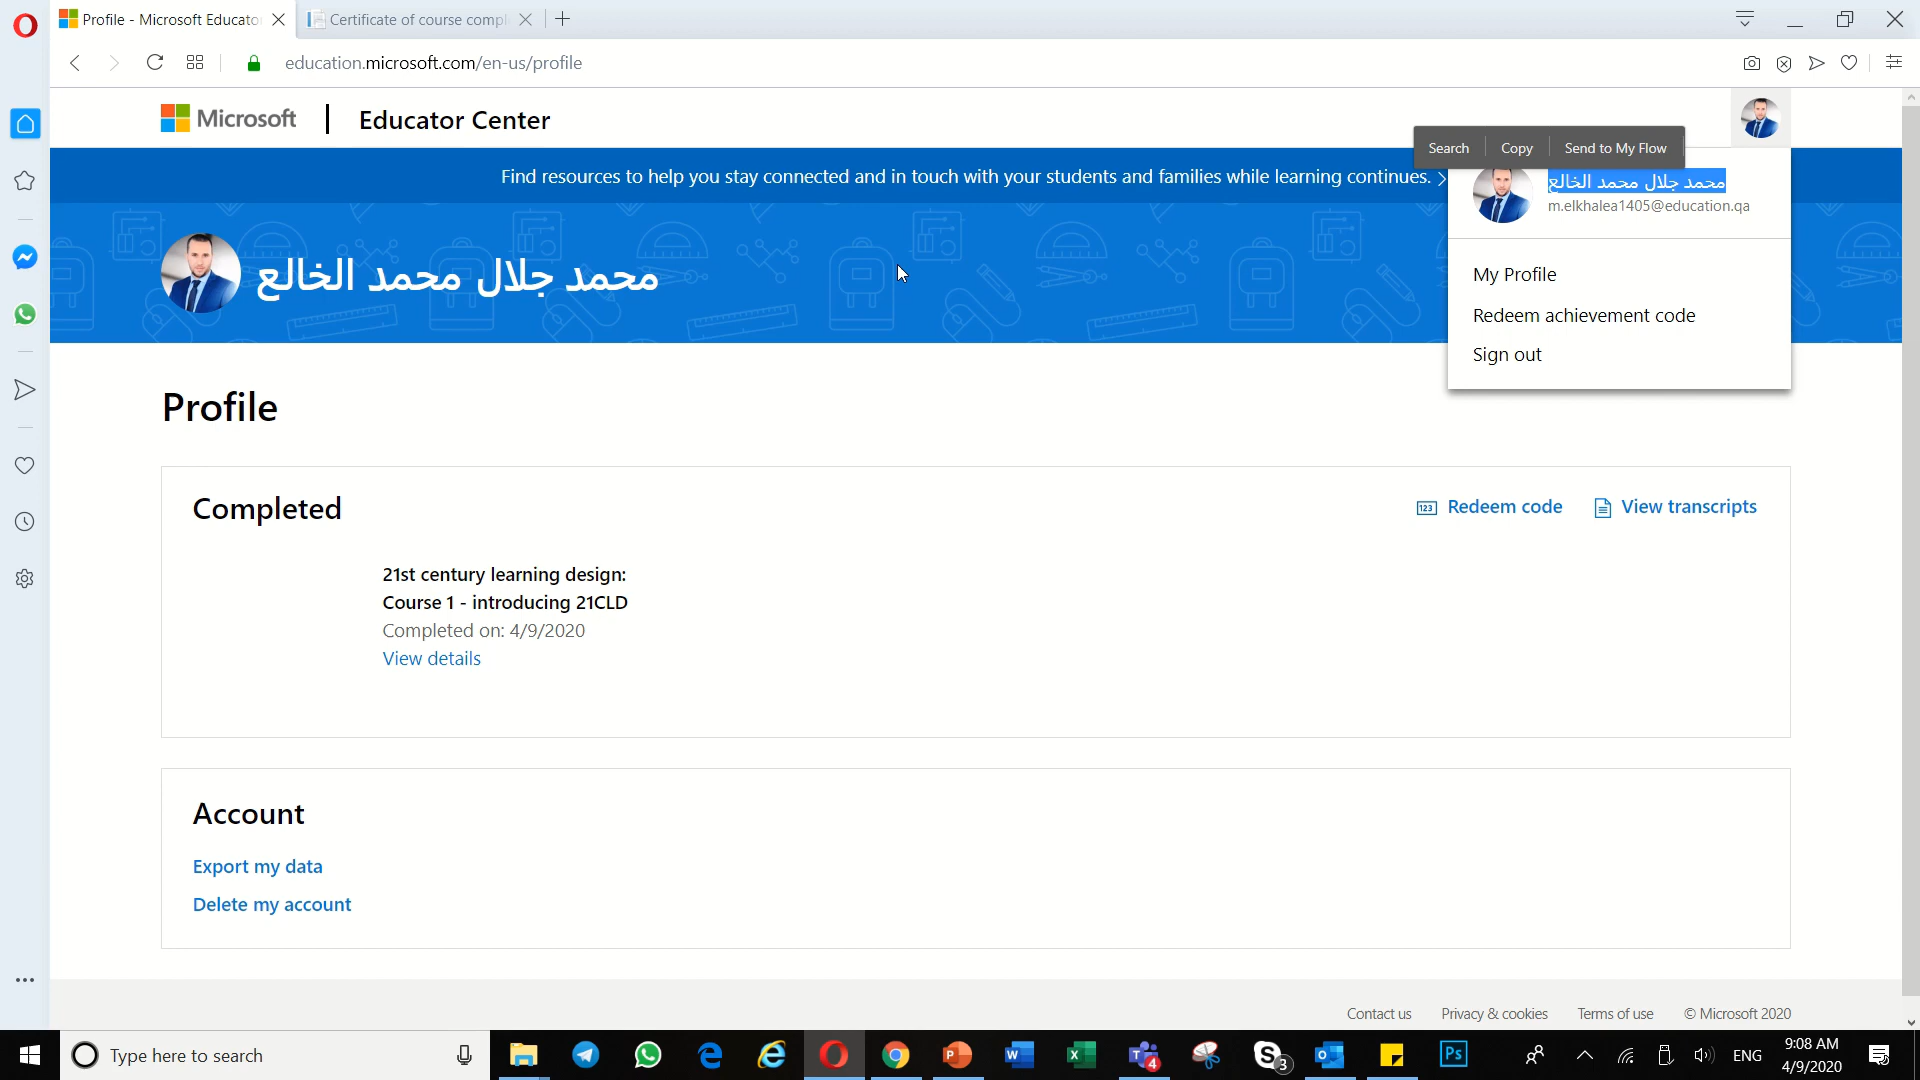 Profile - Microsoft Educato
Certificate of course compl
education.microsoft.com/en-us/profile
Microsoft
Educator Center
Search
Copy
Send to My Flow
Find resources to help you stay connected and in touch with your students and families while learning continues.
محمد جلال محمد الخالع
m.elkhalea1405@education.qa
محمد جلال محمد الخالع
My Profile
Redeem achievement code
Sign out
Profile
Completed
123
Redeem code
View transcripts
21st century learning design:
Course 1 - introducing 21CLD
Completed on: 4/9/2020
View details
Account
Export my data
Delete my account
Contact us
Privacy & cookies
Terms of use
© Microsoft 2020
Type here to search
4
3
Ps
ENG
9:08 AM
4/9/2020